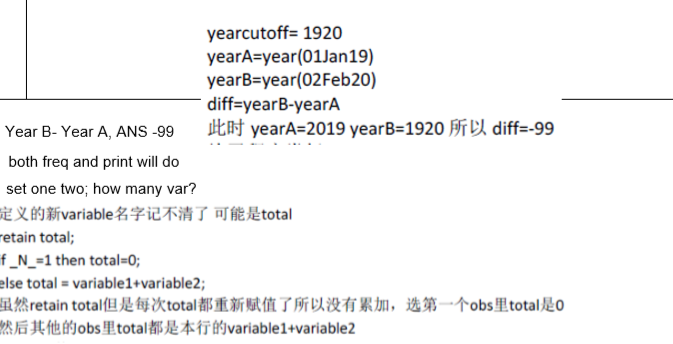 yearcutoff= 1920
yearA=year(01Jan19)
yearB=year(02Feb20)
diff=yearB-yearA
此时 yearA=2019 yearB=1920 所以 diff=-99
Year B- Year A, ANS -99
both freq and print will do
set one two; how many var?
定义的新variable名字记不清了 可能是total
retain total;
if _N_=1 then total=0;
else total = variable1+variable2;
虽然retain total但是每次total都重新赋值了所以没有累加，选第一个obs里total是0
然后其他的obs里total都是本行的variable1+variable2